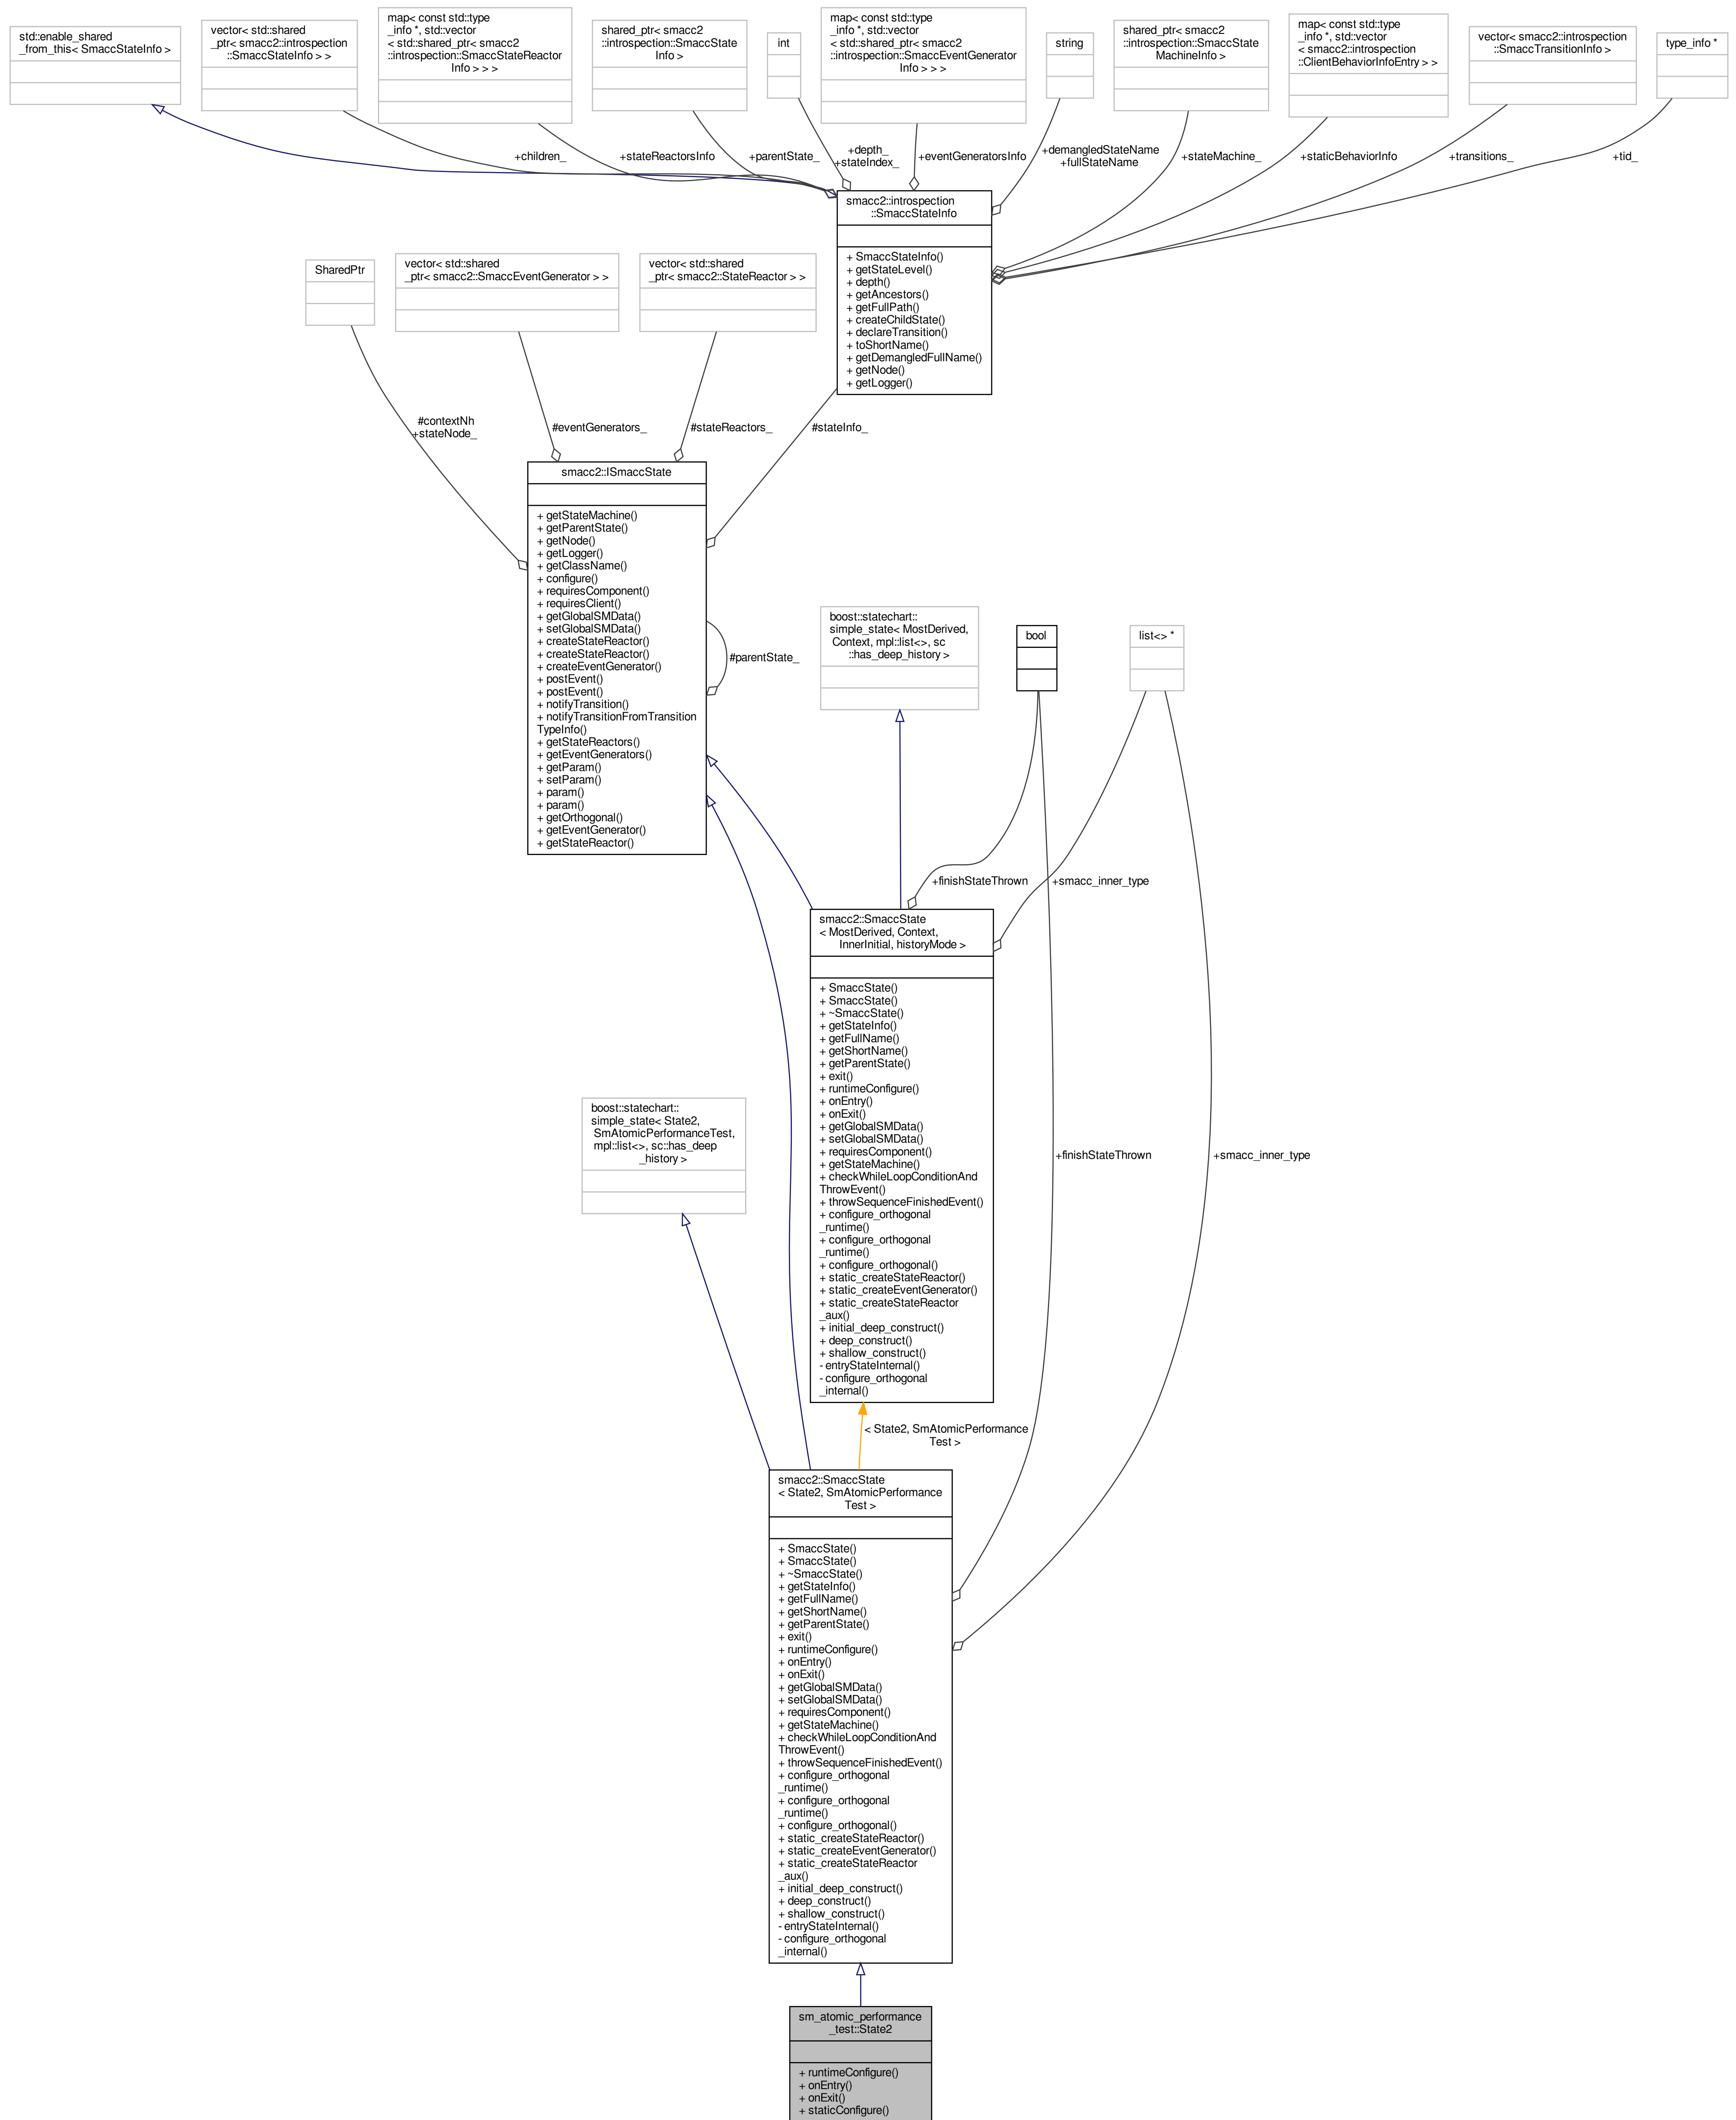 std::enable_shared
_from_this< SmaccStateInfo >
vector< std::shared
_ptr< smacc2::introspection
::SmaccStateInfo > >
map< const std::type
_info *, std::vector
< std::shared_ptr< smacc2
::introspection::SmaccStateReactor
Info > > >
shared_ptr< smacc2
::introspection::SmaccState
Info >
int
map< const std::type
_info *, std::vector
< std::shared_ptr< smacc2
::introspection::SmaccEventGenerator
Info > > >
string
shared_ptr< smacc2
::introspection::SmaccState
MachineInfo >
map< const std::type
_info *, std::vector
< smacc2::introspection
::ClientBehaviorInfoEntry > >
vector< smacc2::introspection
::SmaccTransitionInfo >
type_info *
+children_
+stateReactorsInfo
+parentState_
+depth_
+stateIndex_
+eventGeneratorsInfo
+demangledStateName
+fullStateName
+stateMachine_
+staticBehaviorInfo
+transitions_
+tid_
smacc2::introspection
::SmaccStateInfo
+ SmaccStateInfo()
+ getStateLevel()
+ depth()
+ getAncestors()
+ getFullPath()
+ createChildState()
+ declareTransition()
+ toShortName()
+ getDemangledFullName()
+ getNode()
+ getLogger()
SharedPtr
vector< std::shared
_ptr< smacc2::SmaccEventGenerator > >
vector< std::shared
_ptr< smacc2::StateReactor > >
#contextNh
+stateNode_
#eventGenerators_
#stateReactors_
#stateInfo_
smacc2::ISmaccState
+ getStateMachine()
+ getParentState()
+ getNode()
+ getLogger()
+ getClassName()
+ configure()
+ requiresComponent()
+ requiresClient()
+ getGlobalSMData()
+ setGlobalSMData()
+ createStateReactor()
+ createStateReactor()
+ createEventGenerator()
+ postEvent()
+ postEvent()
+ notifyTransition()
+ notifyTransitionFromTransition
TypeInfo()
+ getStateReactors()
+ getEventGenerators()
+ getParam()
+ setParam()
+ param()
+ param()
+ getOrthogonal()
+ getEventGenerator()
+ getStateReactor()
#parentState_
boost::statechart::
simple_state< MostDerived,
Context, mpl::list<>, sc
::has_deep_history >
bool
list<> *
+finishStateThrown
+smacc_inner_type
smacc2::SmaccState
< MostDerived, Context,
InnerInitial, historyMode >
+ SmaccState()
+ SmaccState()
+ ~SmaccState()
+ getStateInfo()
+ getFullName()
+ getShortName()
+ getParentState()
+ exit()
+ runtimeConfigure()
+ onEntry()
+ onExit()
+ getGlobalSMData()
+ setGlobalSMData()
+ requiresComponent()
+ getStateMachine()
+ checkWhileLoopConditionAnd
ThrowEvent()
+ throwSequenceFinishedEvent()
+ configure_orthogonal
_runtime()
+ configure_orthogonal
_runtime()
+ configure_orthogonal()
+ static_createStateReactor()
+ static_createEventGenerator()
+ static_createStateReactor
_aux()
+ initial_deep_construct()
+ deep_construct()
+ shallow_construct()
- entryStateInternal()
- configure_orthogonal
_internal()
boost::statechart::
simple_state< State2,
SmAtomicPerformanceTest,
mpl::list<>, sc::has_deep
_history >
+finishStateThrown
+smacc_inner_type
< State2, SmAtomicPerformance
Test >
smacc2::SmaccState
< State2, SmAtomicPerformance
Test >
+ SmaccState()
+ SmaccState()
+ ~SmaccState()
+ getStateInfo()
+ getFullName()
+ getShortName()
+ getParentState()
+ exit()
+ runtimeConfigure()
+ onEntry()
+ onExit()
+ getGlobalSMData()
+ setGlobalSMData()
+ requiresComponent()
+ getStateMachine()
+ checkWhileLoopConditionAnd
ThrowEvent()
+ throwSequenceFinishedEvent()
+ configure_orthogonal
_runtime()
+ configure_orthogonal
_runtime()
+ configure_orthogonal()
+ static_createStateReactor()
+ static_createEventGenerator()
+ static_createStateReactor
_aux()
+ initial_deep_construct()
+ deep_construct()
+ shallow_construct()
- entryStateInternal()
- configure_orthogonal
_internal()
sm_atomic_performance
_test::State2
+ runtimeConfigure()
+ onEntry()
+ onExit()
+ staticConfigure()